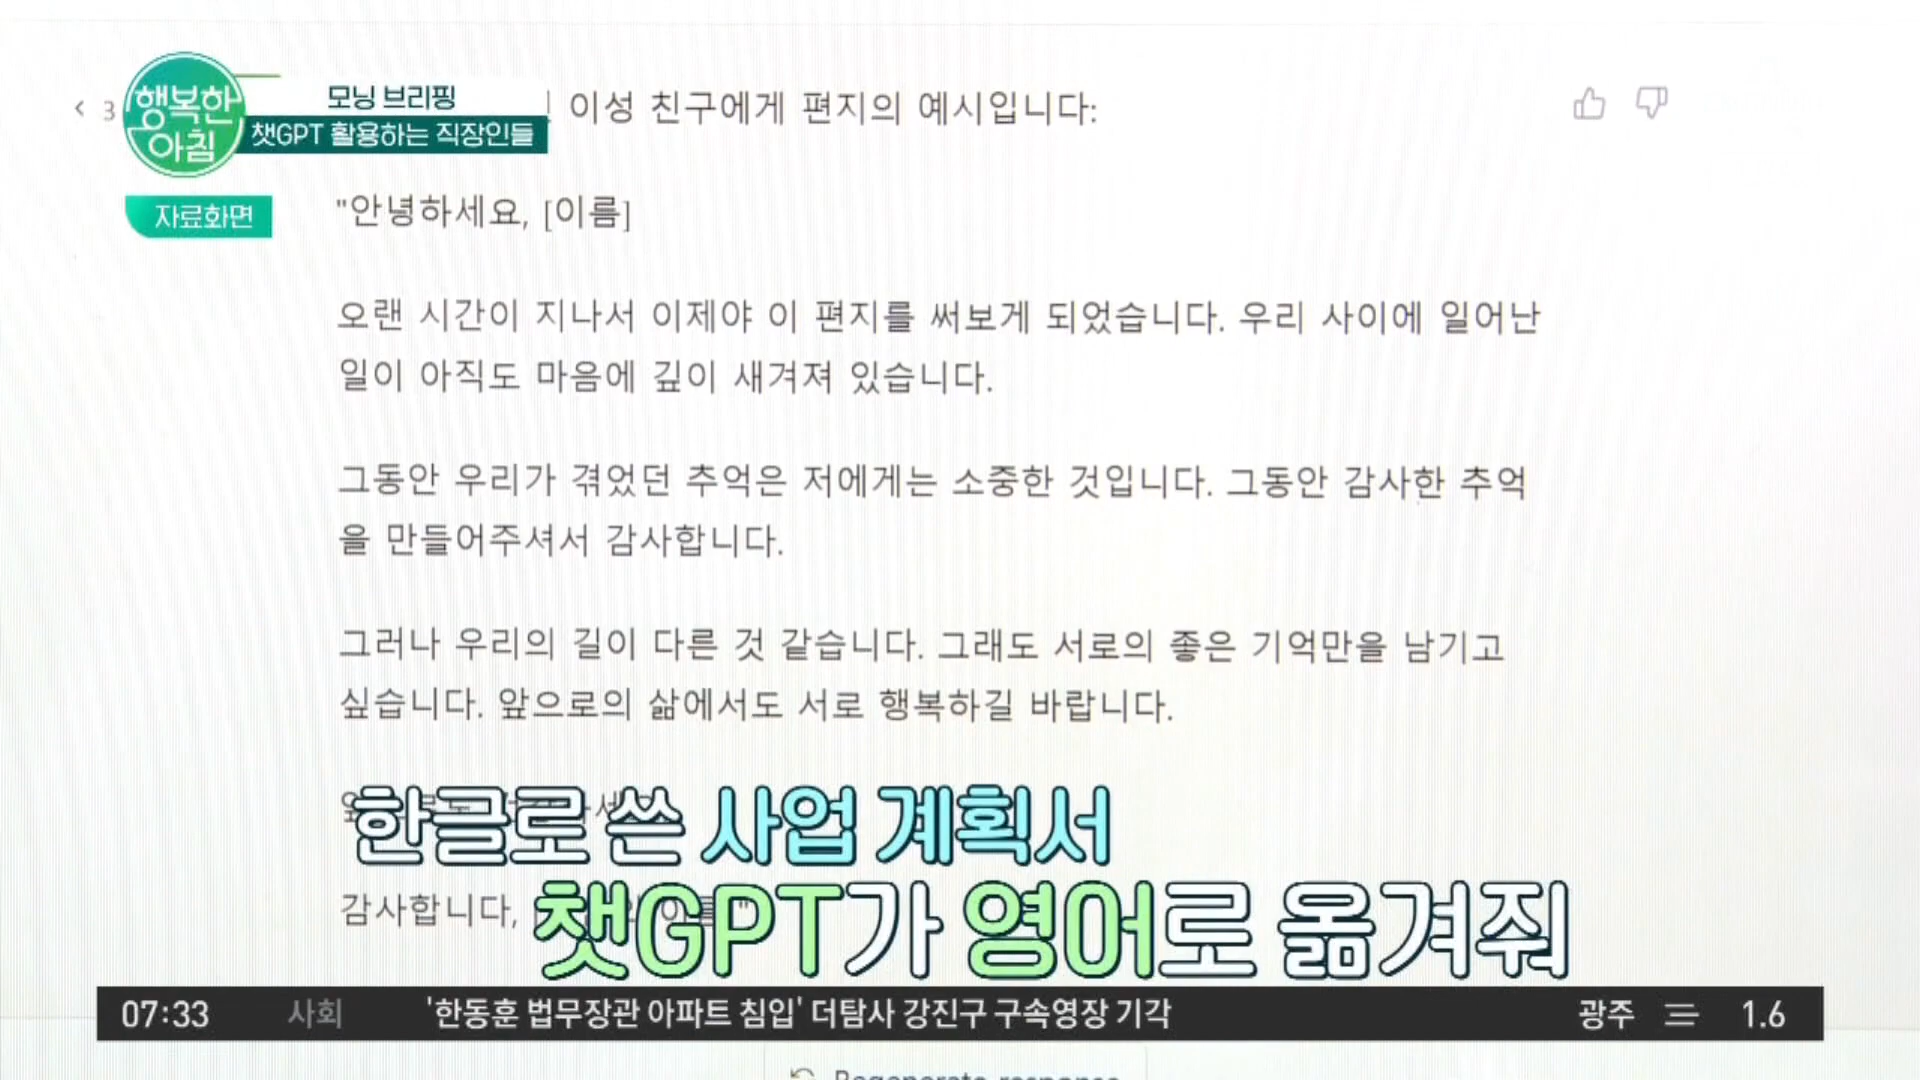 행복한
아침
모닝 브리핑
챗GPT 활용하는 직장인들
자료화면
3
이성 친구에게 편지의 예시입니다:
"안녕하세요, [이름]
오랜 시간이 지나서 이제야 이 편지를 써보게 되었습니다. 우리 사이에 일어난
일이 아직도 마음에 깊이 새겨져 있습니다.
그동안 우리가 겪었던 추억은 저에게는 소중한 것입니다. 그동안 감사한 추억
을 만들어주셔서 감사합니다.
그러나 우리의 길이 다른 것 같습니다. 그래도 서로의 좋은 기억만을 남기고
싶습니다. 앞으로의 삶에서도 서로 행복하길 바랍니다.
한글로 쓴 사업 계획서
감사합니다,
챗GPT가 영어로 옮겨줘
07:33 사회 '한동훈 법무장관 아파트 침입' 더탐사 강진구 구속영장 기각 광주 1.6
Regenerate response